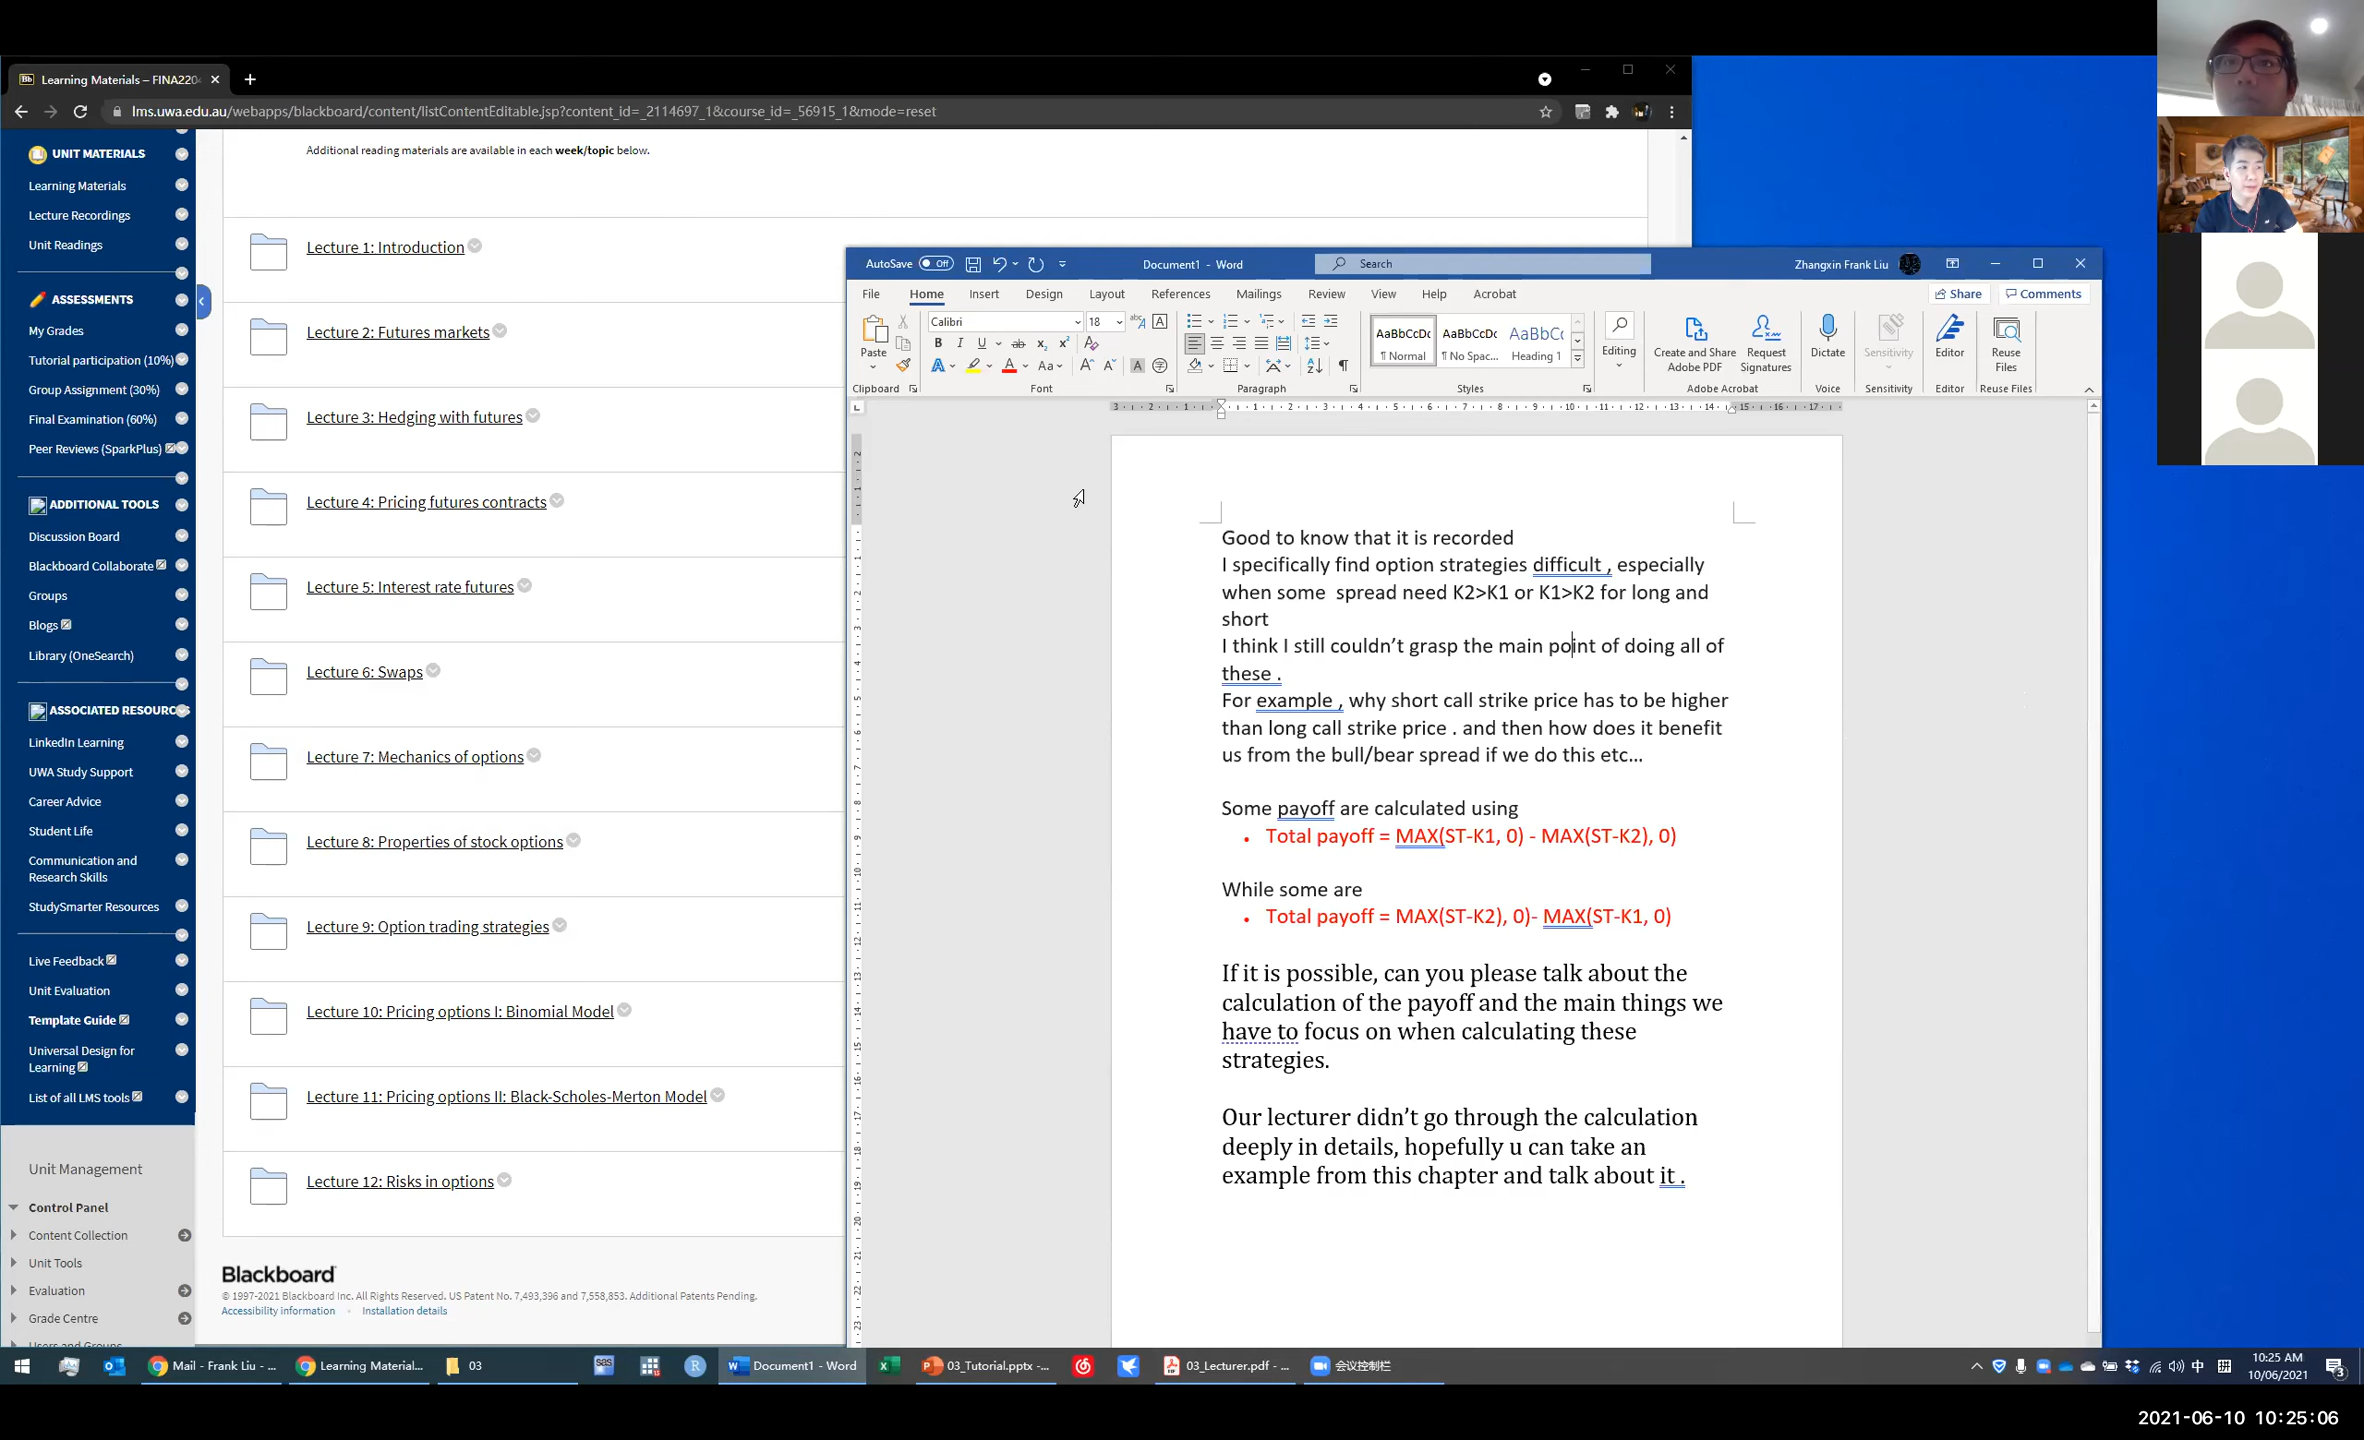 Learning Materials – FINA220
lms.uwa.edu.au/webapps/blackboard/content/listContentEditable.jsp?content_id=_2114697_1&course_id=_56915_1&mode=reset
UNIT MATERIALS
Learning Materials
Lecture Recordings
Unit Readings
ASSESSMENTS
My Grades
Tutorial participation (10%)
Group Assignment (30%)
Final Examination (60%)
Peer Reviews (SparkPlus)
ADDITIONAL TOOLS
Discussion Board
Blackboard Collaborate
Groups
Blogs
Library (OneSearch)
ASSOCIATED RESOURC
LinkedIn Learning
UWA Study Support
Career Advice
Student Life
Communication and
Research Skills
StudySmarter Resources
Live Feedback
Unit Evaluation
Template Guide
Universal Design for
Learning
List of all LMS tools
Unit Management
Control Panel
Content Collection
Unit Tools
Evaluation
Grade Centre
Users and Groups
Additional reading materials are available in each week/topic below.
Lecture 1: Introduction
Lecture 2: Futures markets
Lecture 3: Hedging with futures
Lecture 4: Pricing futures contracts
Lecture 5: Interest rate futures
Lecture 6: Swaps
Lecture 7: Mechanics of options
Lecture 8: Properties of stock options
Lecture 9: Option trading strategies
Lecture 10: Pricing options I: Binomial Model
Lecture 11: Pricing options II: Black-Scholes-Merton Model
Lecture 12: Risks in options
Blackboard
© 1997-2021 Blackboard Inc. All Rights Reserved. US Patent No. 7,493,396 and 7,558,853. Additional Patents Pending.
Accessibility information • Installation details
AutoSave Off Document1 - Word Search Zhangxin Frank Liu
File Home Insert Design Layout References Mailings Review View Help Acrobat Share Comments
Calibri 18
Paste
AaBbCcDc AaBbCcDc AaBbCc
Normal No Spac... Heading 1
Editing
Create and Share
Adobe PDF
Request
Signatures
Dictate
Sensitivity
Editor
Reuse
Files
Clipboard Font Paragraph Styles Adobe Acrobat Voice Sensitivity Editor Reuse Files
Good to know that it is recorded
I specifically find option strategies difficult , especially
when some spread need K2>K1 or K1>K2 for long and
short
I think I still couldn’t grasp the main point of doing all of
these .
For example , why short call strike price has to be higher
than long call strike price . and then how does it benefit
us from the bull/bear spread if we do this etc…
Some payoff are calculated using
• Total payoff = MAX(ST-K1, 0) - MAX(ST-K2), 0)
While some are
• Total payoff = MAX(ST-K2), 0)- MAX(ST-K1, 0)
If it is possible, can you please talk about the
calculation of the payoff and the main things we
have to focus on when calculating these
strategies.
Our lecturer didn’t go through the calculation
deeply in details, hopefully u can take an
example from this chapter and talk about it .
Mail - Frank Liu - ...
Learning Material...
03
Document1 - Word
03_Tutorial.pptx -...
03_Lecturer.pdf - ...
会议控制栏
中
拼
10:25 AM
10/06/2021
3
2021-06-10 10:25:06